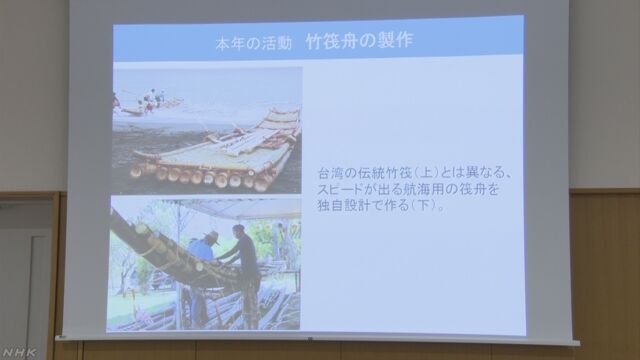 本年の活動　竹筏舟の製作
台湾の伝統竹筏（上）とは異なる、
スピードが出る航海用の筏舟を
独自設計で作る（下）。
NHK